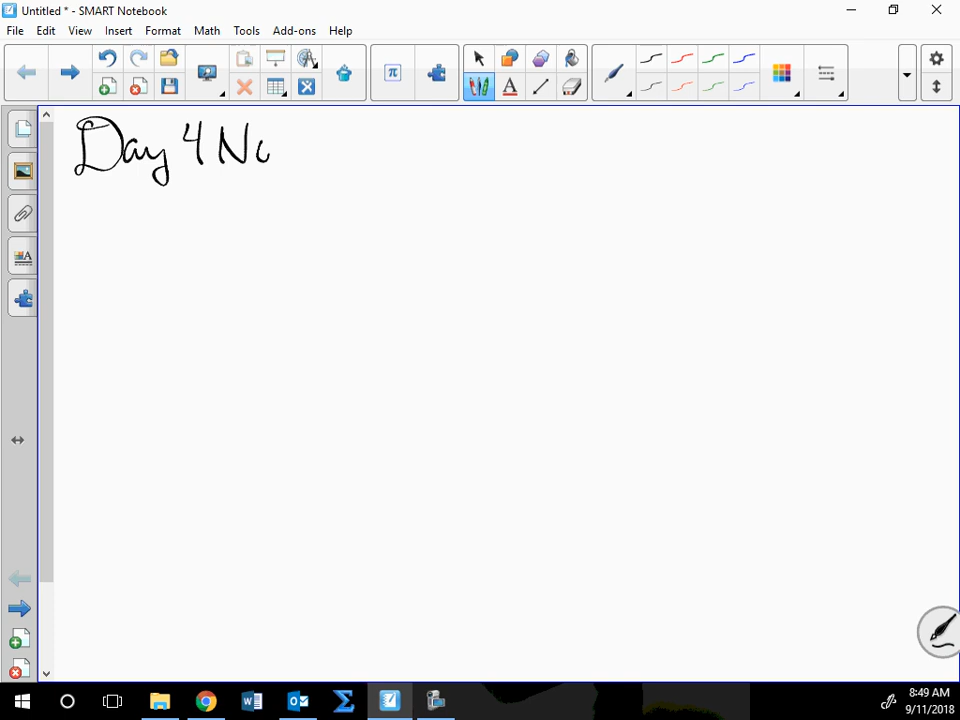 Untitled * - SMART Notebook
File Edit View Insert Format Math Tools Add-ons Help
Day 4 No
8:49 AM
9/11/2018